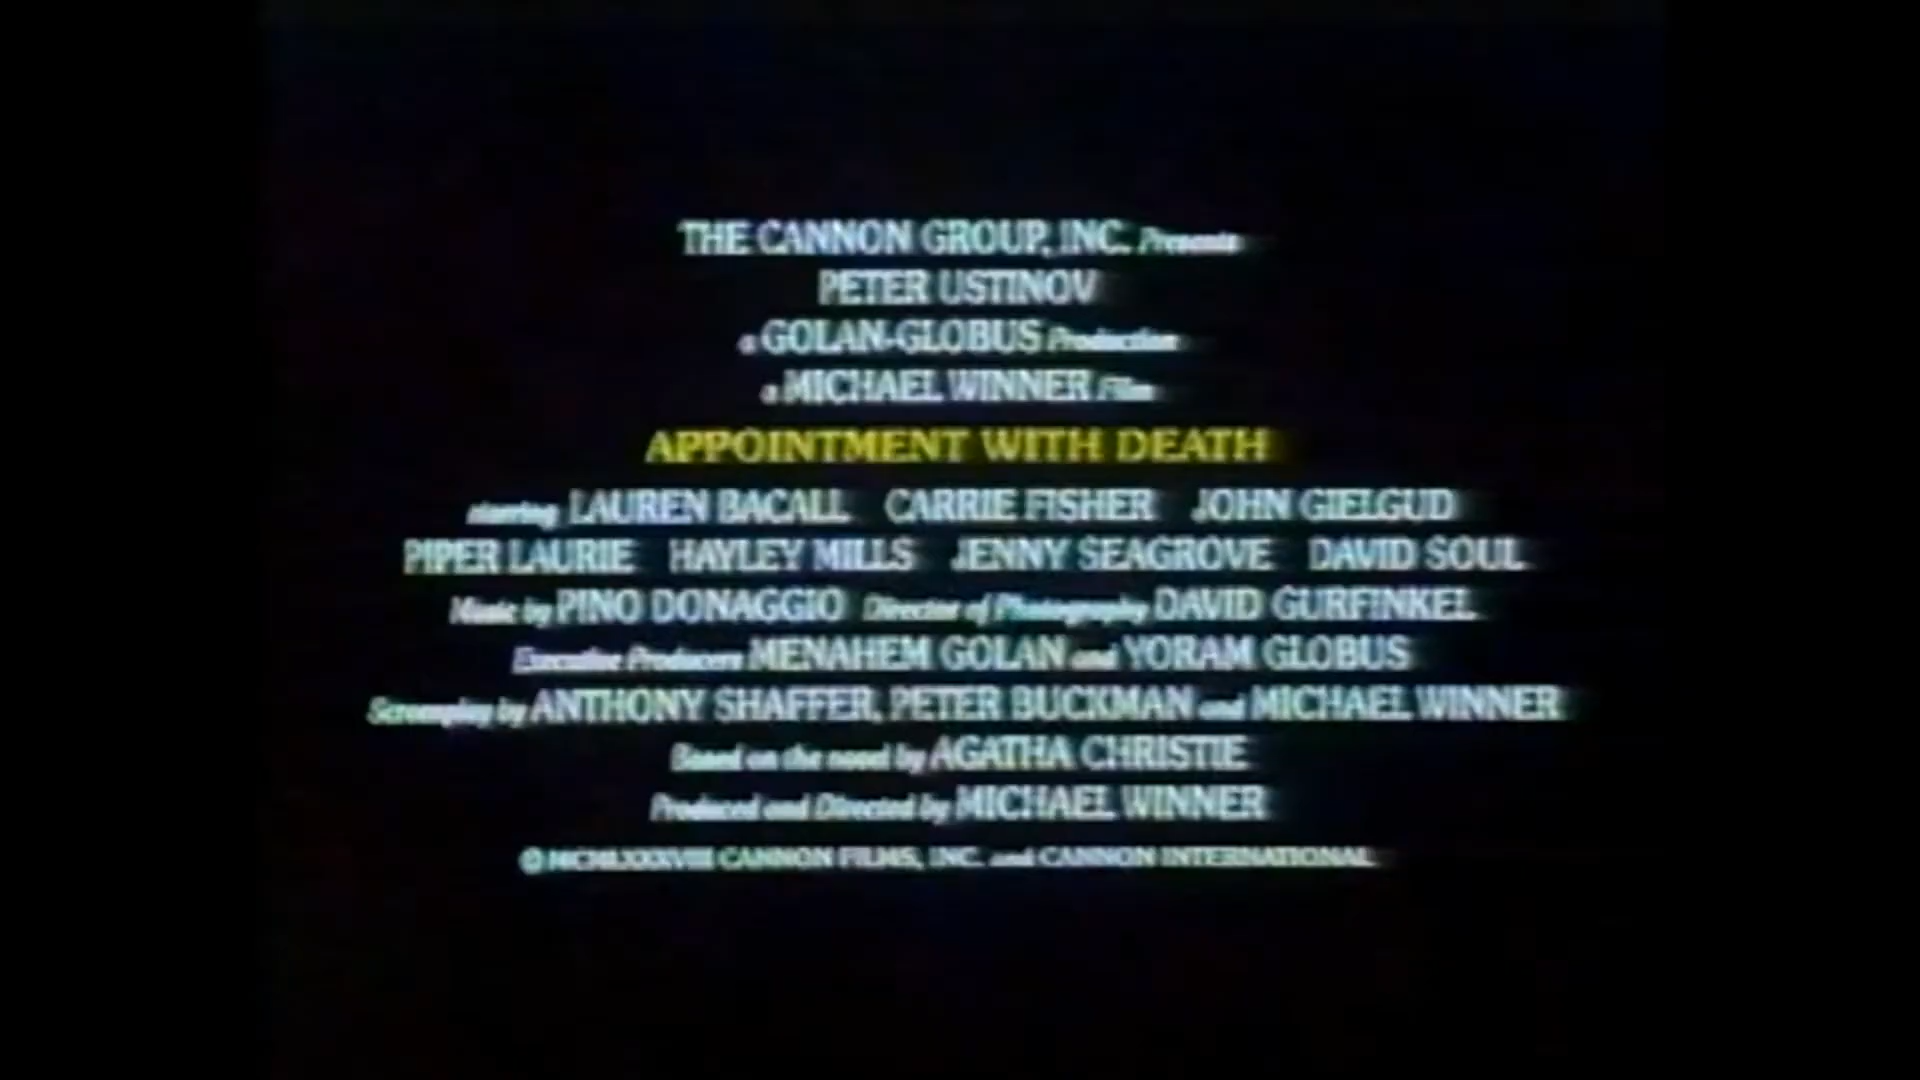 THE CANNON GROUP, INC. Presents
PETER USTINOV
a GOLAN-GLOBUS Production
a MICHAEL WINNER Film
APPOINTMENT WITH DEATH
starring LAUREN BACALL CARRIE FISHER JOHN GIELGUD
PIPER LAURIE HAYLEY MILLS JENNY SEAGROVE DAVID SOUL
Music by PINO DONAGGIO Director of Photography DAVID GURFINKEL
Executive Producers MENAHEM GOLAN and YORAM GLOBUS
Screenplay by ANTHONY SHAFFER, PETER BUCKMAN and MICHAEL WINNER
Based on the novel by AGATHA CHRISTIE
Produced and Directed by MICHAEL WINNER
© MCMLXXXVIII CANNON FILMS, INC. and CANNON INTERNATIONAL